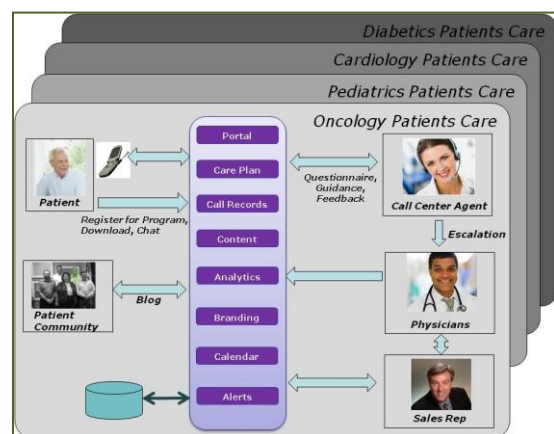 Diabetics Patients Care
Cardiology Patients Care
Pediatrics Patients Care
Oncology Patients Care
Portal
Care Plan
Call Records
Content
Analytics
Branding
Calendar
Alerts
Patient
Register for Program,
Download, Chat
Patient
Community
Blog
Questionnaire,
Guidance,
Feedback
Call Center Agent
Escalation
Physicians
Sales Rep